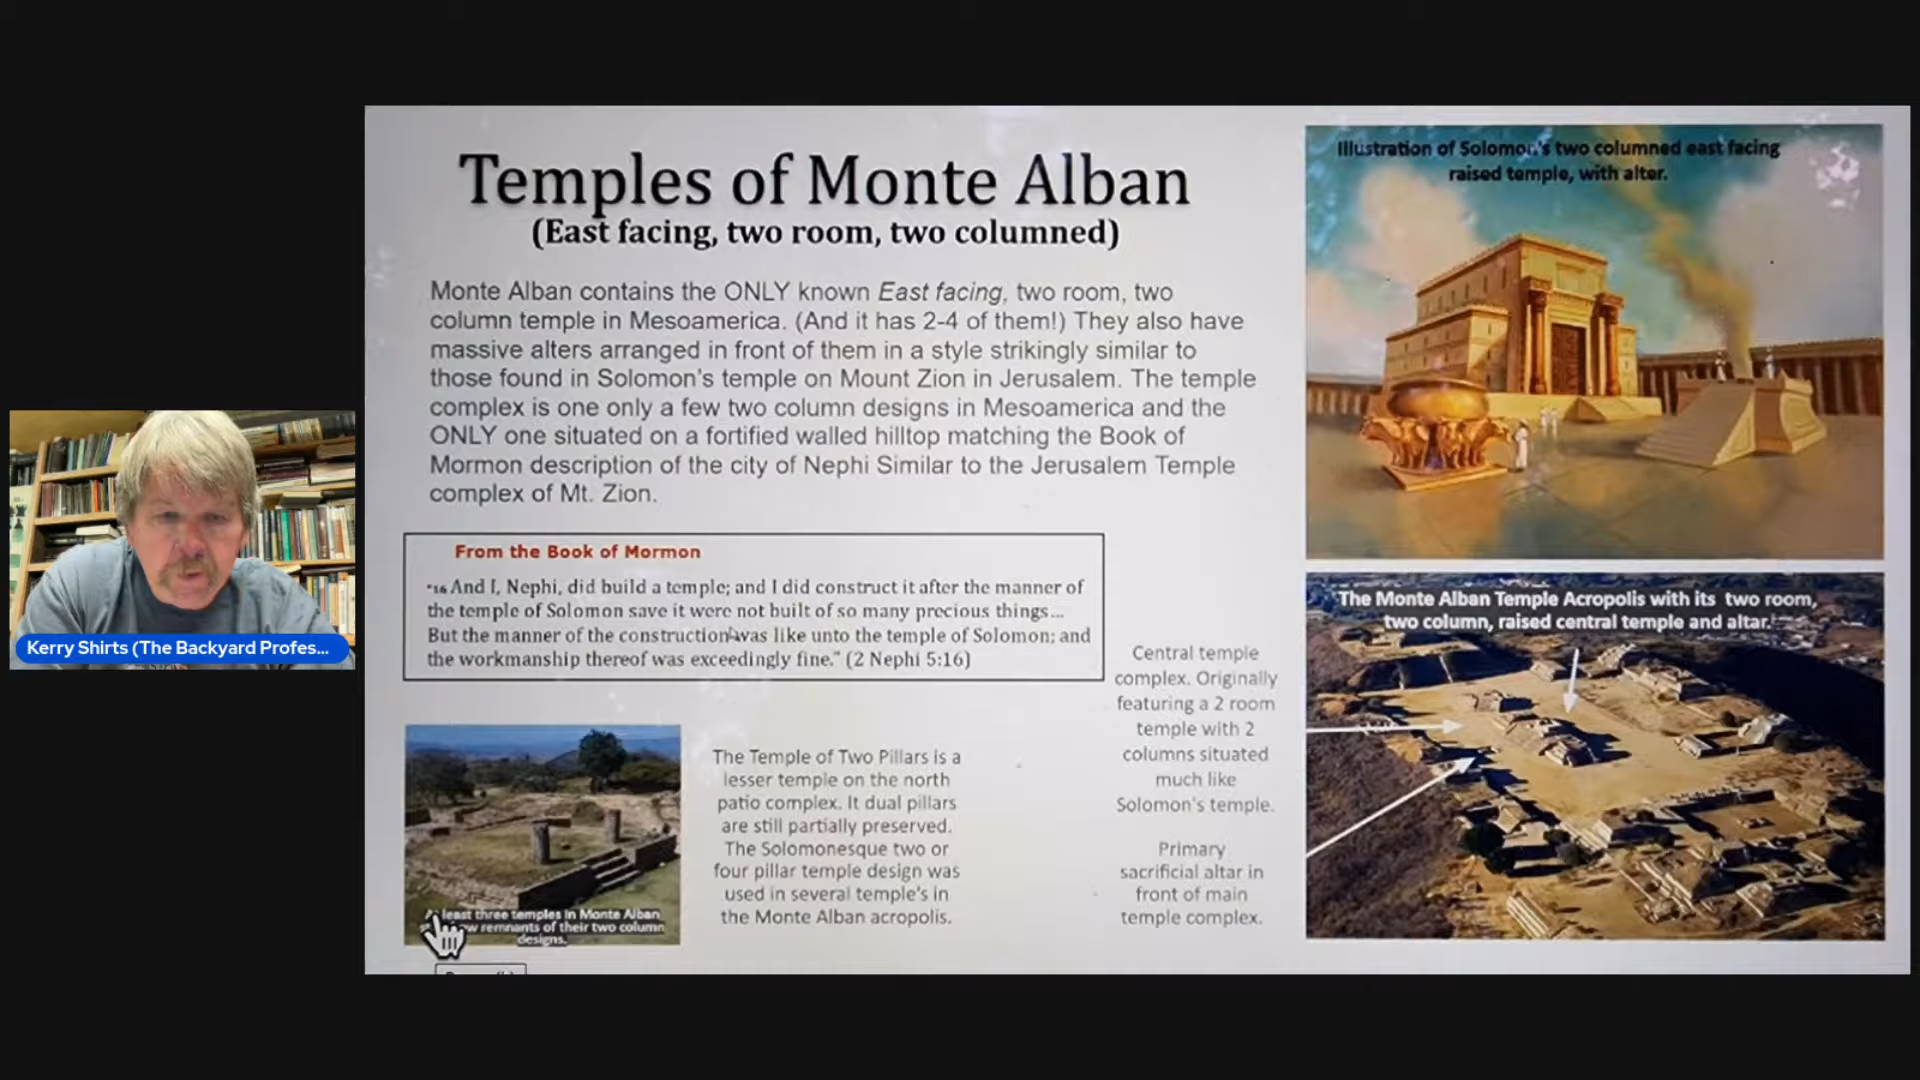 Temples of Monte Alban
(East facing, two room, two columned)
Monte Alban contains the ONLY known East facing, two room, two
column temple in Mesoamerica. (And it has 2-4 of them!) They also have
massive alters arranged in front of them in a style strikingly similar to
those found in Solomon's temple on Mount Zion in Jerusalem. The temple
complex is one only a few two column designs in Mesoamerica and the
ONLY one situated on a fortified walled hilltop matching the Book of
Mormon description of the city of Nephi Similar to the Jerusalem Temple
complex of Mt. Zion.
From the Book of Mormon
"16 And I, Nephi, did build a temple; and I did construct it after the manner of
the temple of Solomon save it were not built of so many precious things...
But the manner of the construction was like unto the temple of Solomon; and
the workmanship thereof was exceedingly fine." (2 Nephi 5:16)
least three temples in Monte Alban
remnants of their two column
designs.
The Temple of Two Pillars is a
lesser temple on the north
patio complex. It dual pillars
are still partially preserved.
The Solomonesque two or
four pillar temple design was
used in several temple's in
the Monte Alban acropolis.
Central temple
complex. Originally
featuring a 2 room
temple with 2
columns situated
much like
Solomon's temple.
Primary
sacrificial altar in
front of main
temple complex.
Illustration of Solomon's two columned east facing
raised temple, with alter.
The Monte Alban Temple Acropolis with its two room,
two column, raised central temple and altar.
Kerry Shirts (The Backyard Profes...